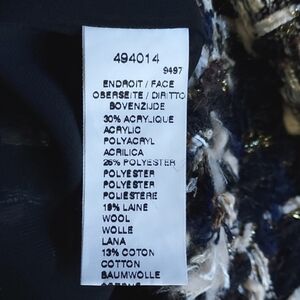 494014
9497
ENDROIT / FACE
OBERSEITE / DIRITTO
BOVENZIJDE
30% ACRYLIQUE
ACRYLIC
POLYACRYL
ACRILICA
26% POLYESTER
POLYESTER
POLYESTER
POLIESTERE
19% LAINE
WOOL
WOLLE
LANA
13% COTON
COTTON
BAUMWOLLE